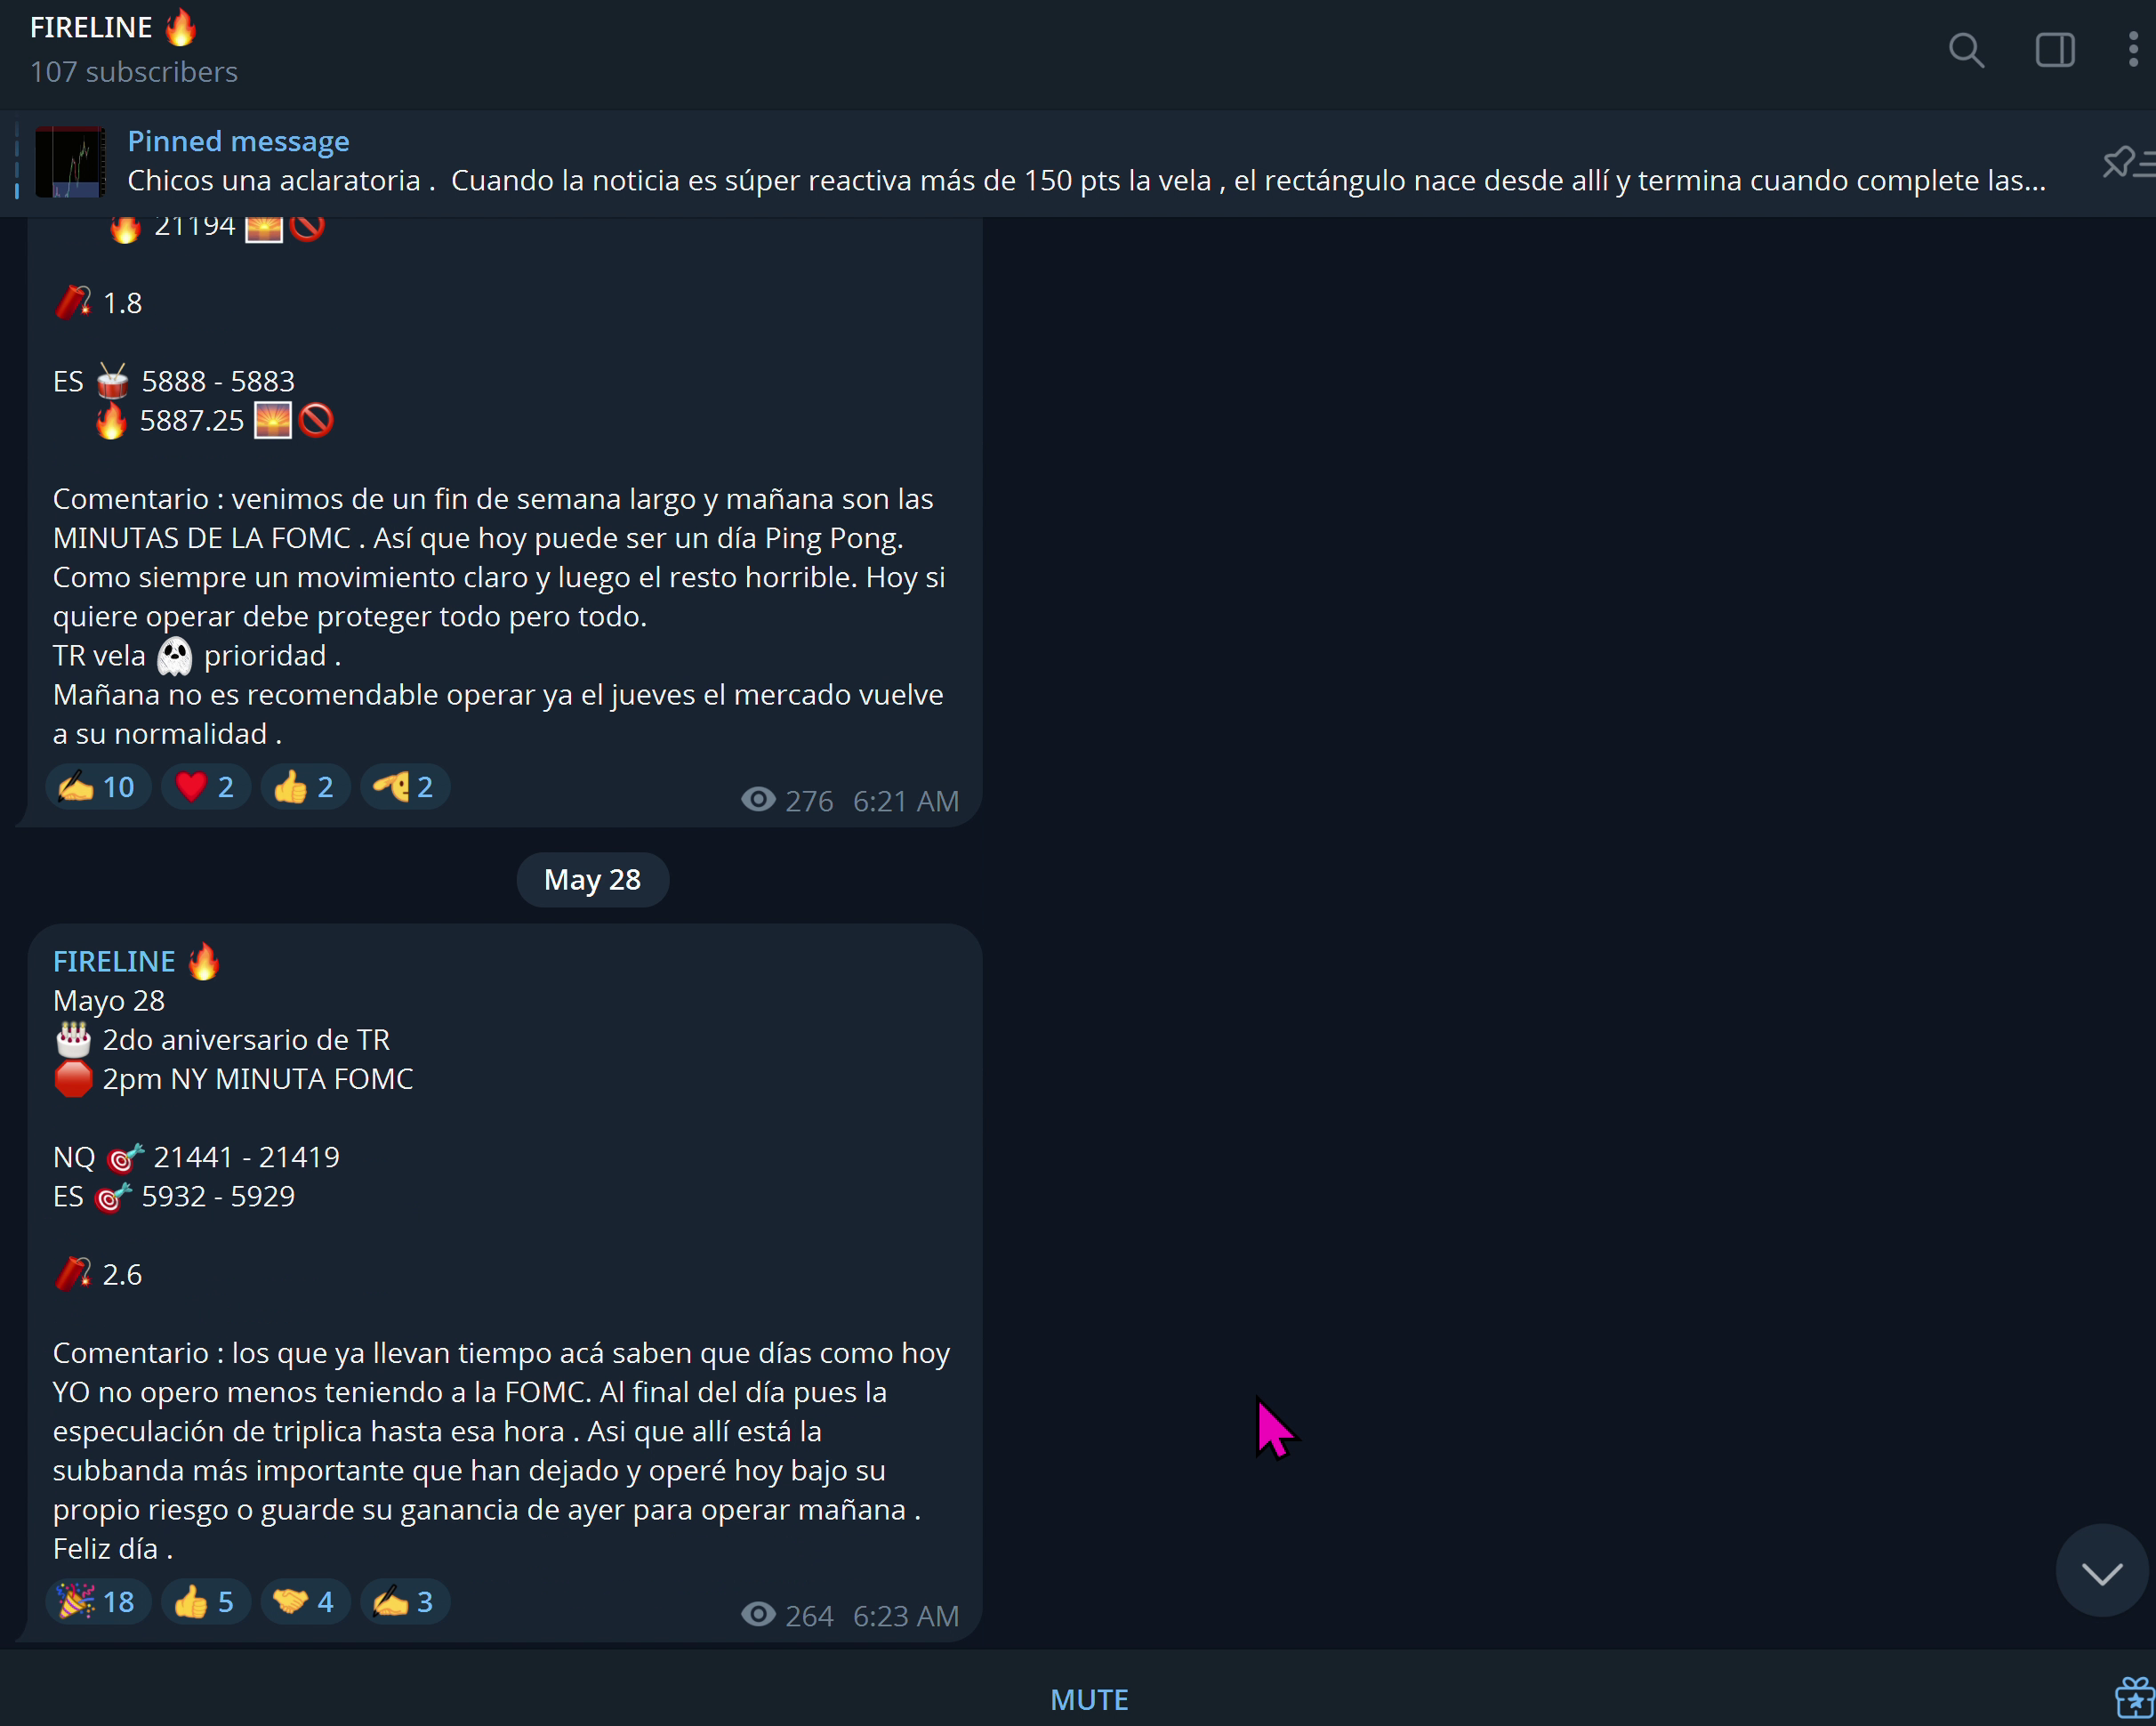 FIRELINE 🔥
107 subscribers
Pinned message
Chicos una aclaratoria . Cuando la noticia es súper reactiva más de 150 pts la vela , el rectángulo nace desde allí y termina cuando complete las...
🔥 21194 🌅🚫
🧨 1.8
ES 🥁 5888 - 5883
🔥 5887.25 🌅🚫
Comentario : venimos de un fin de semana largo y mañana son las
MINUTAS DE LA FOMC . Así que hoy puede ser un día Ping Pong.
Como siempre un movimiento claro y luego el resto horrible. Hoy si
quiere operar debe proteger todo pero todo.
TR vela 👻 prioridad .
Mañana no es recomendable operar ya el jueves el mercado vuelve
a su normalidad .
✍️ 10 ❤️ 2 👍 2 🫡 2 276 6:21 AM
May 28
FIRELINE 🔥
Mayo 28
🎂 2do aniversario de TR
🛑 2pm NY MINUTA FOMC
NQ 🎯 21441 - 21419
ES 🎯 5932 - 5929
🧨 2.6
Comentario : los que ya llevan tiempo acá saben que días como hoy
YO no opero menos teniendo a la FOMC. Al final del día pues la
especulación de triplica hasta esa hora . Asi que allí está la
subbanda más importante que han dejado y operé hoy bajo su
propio riesgo o guarde su ganancia de ayer para operar mañana .
Feliz día .
🎉 18 👍 5 🤝 4 ✍️ 3 264 6:23 AM
MUTE